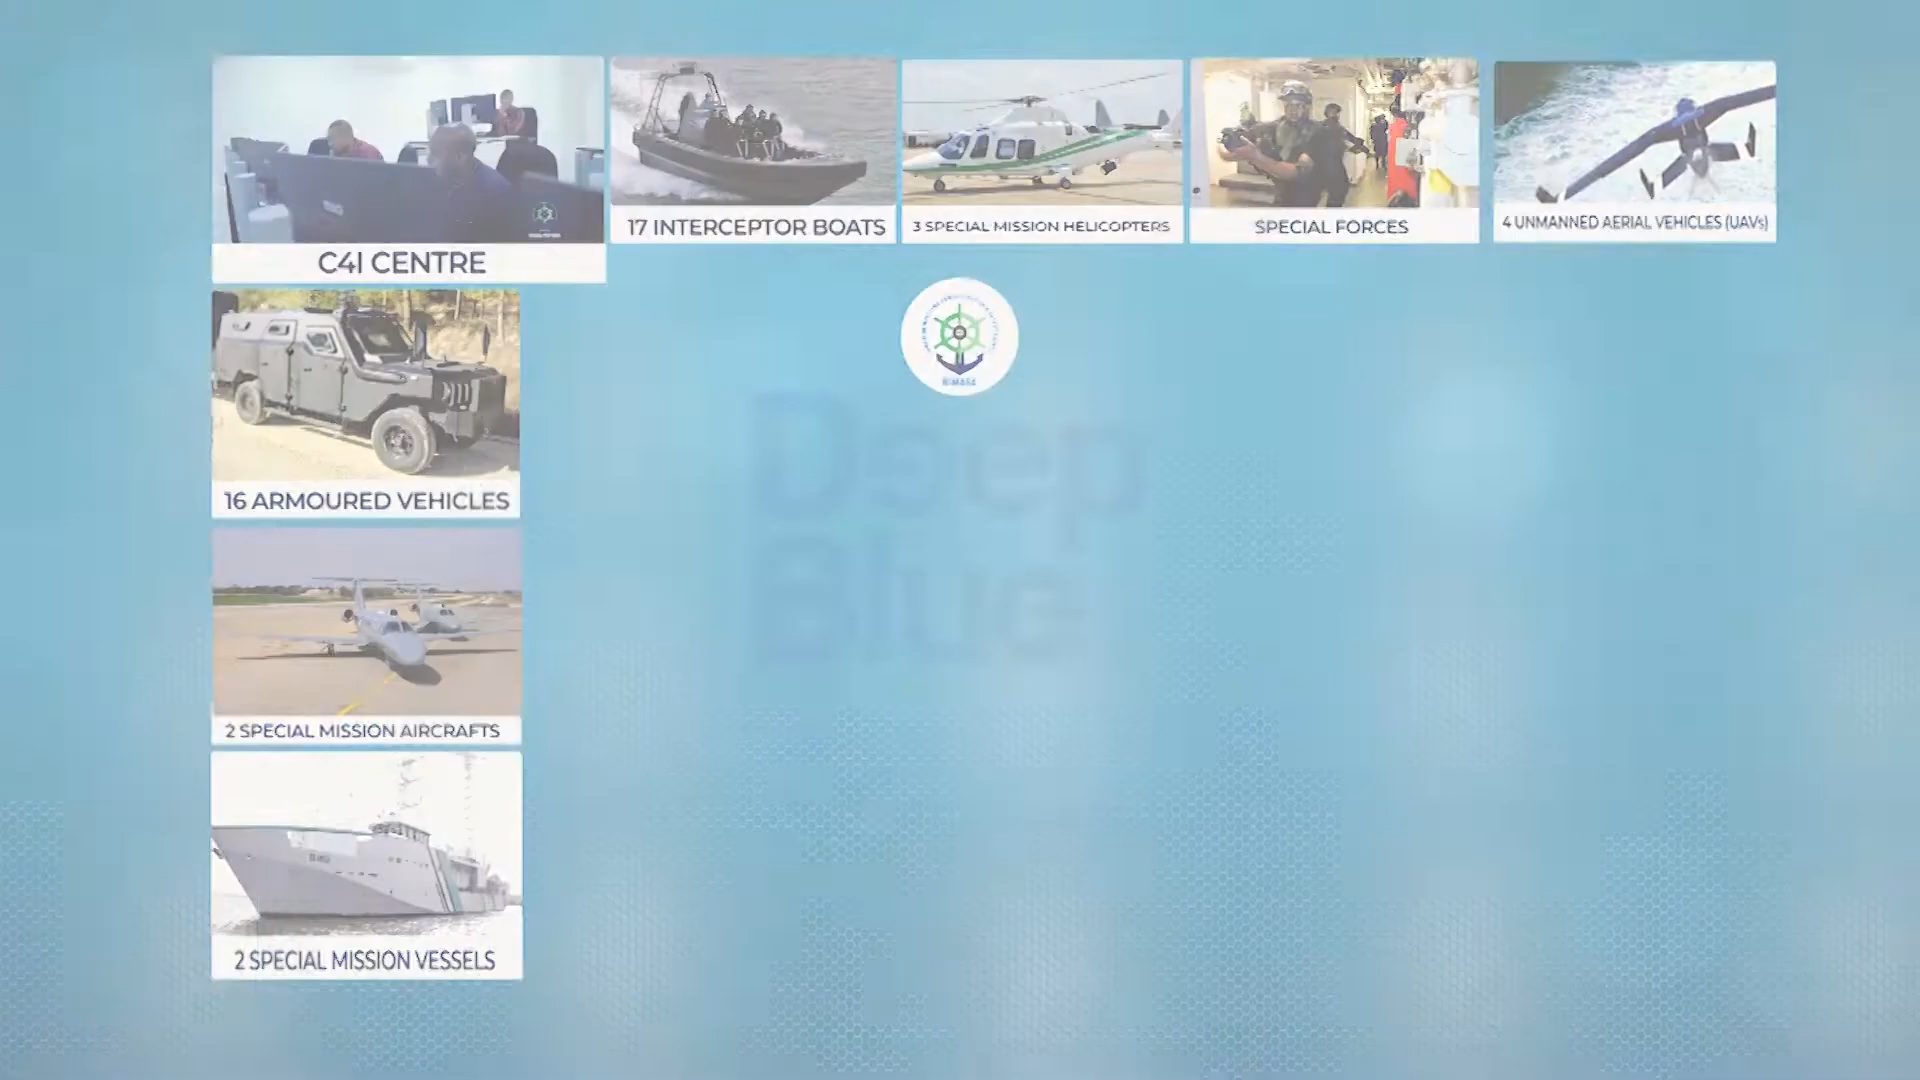 C4I CENTRE
17 INTERCEPTOR BOATS
3 SPECIAL MISSION HELICOPTERS
SPECIAL FORCES
4 UNMANNED AERIAL VEHICLES (UAVs)
16 ARMOURED VEHICLES
2 SPECIAL MISSION AIRCRAFTS
2 SPECIAL MISSION VESSELS
Deep
Blue